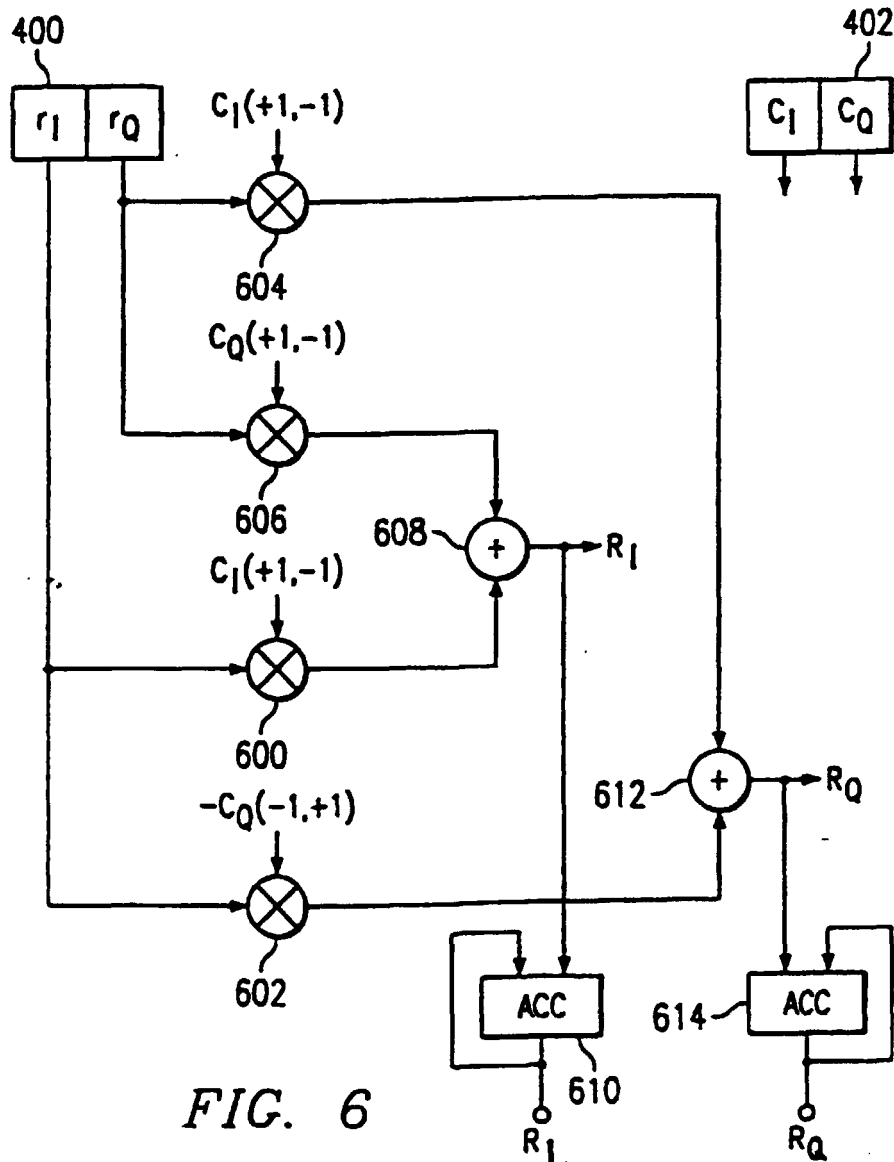 400
402
r_I r_Q
C_I(+1,-1)
C_I C_Q
604
C_Q(+1,-1)
606
608
+
R_I
C_I(+1,-1)
600
-C_Q(-1,+1)
612
+
R_Q
602
ACC
610
614
ACC
FIG. 6
R_I
R_Q